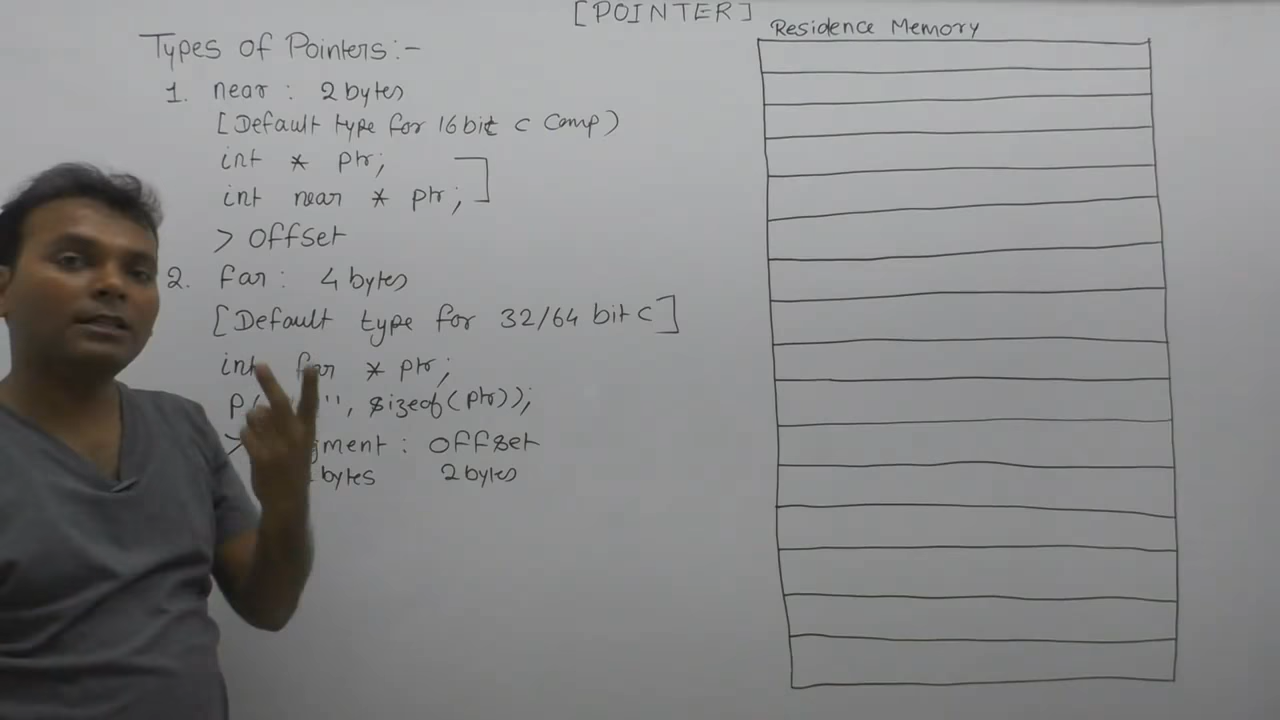 [POINTER]
Types of Pointers:-
1. near : 2 bytes
[Default type for 16 bit C Comp)
int * ptr;
int near * ptr;
> Offset
2. far : 4 bytes
[Default type for 32/64 bit C]
int far * ptr;
P( ", sizeof(ptr));
> : Offset
bytes 2 bytes
Residence Memory